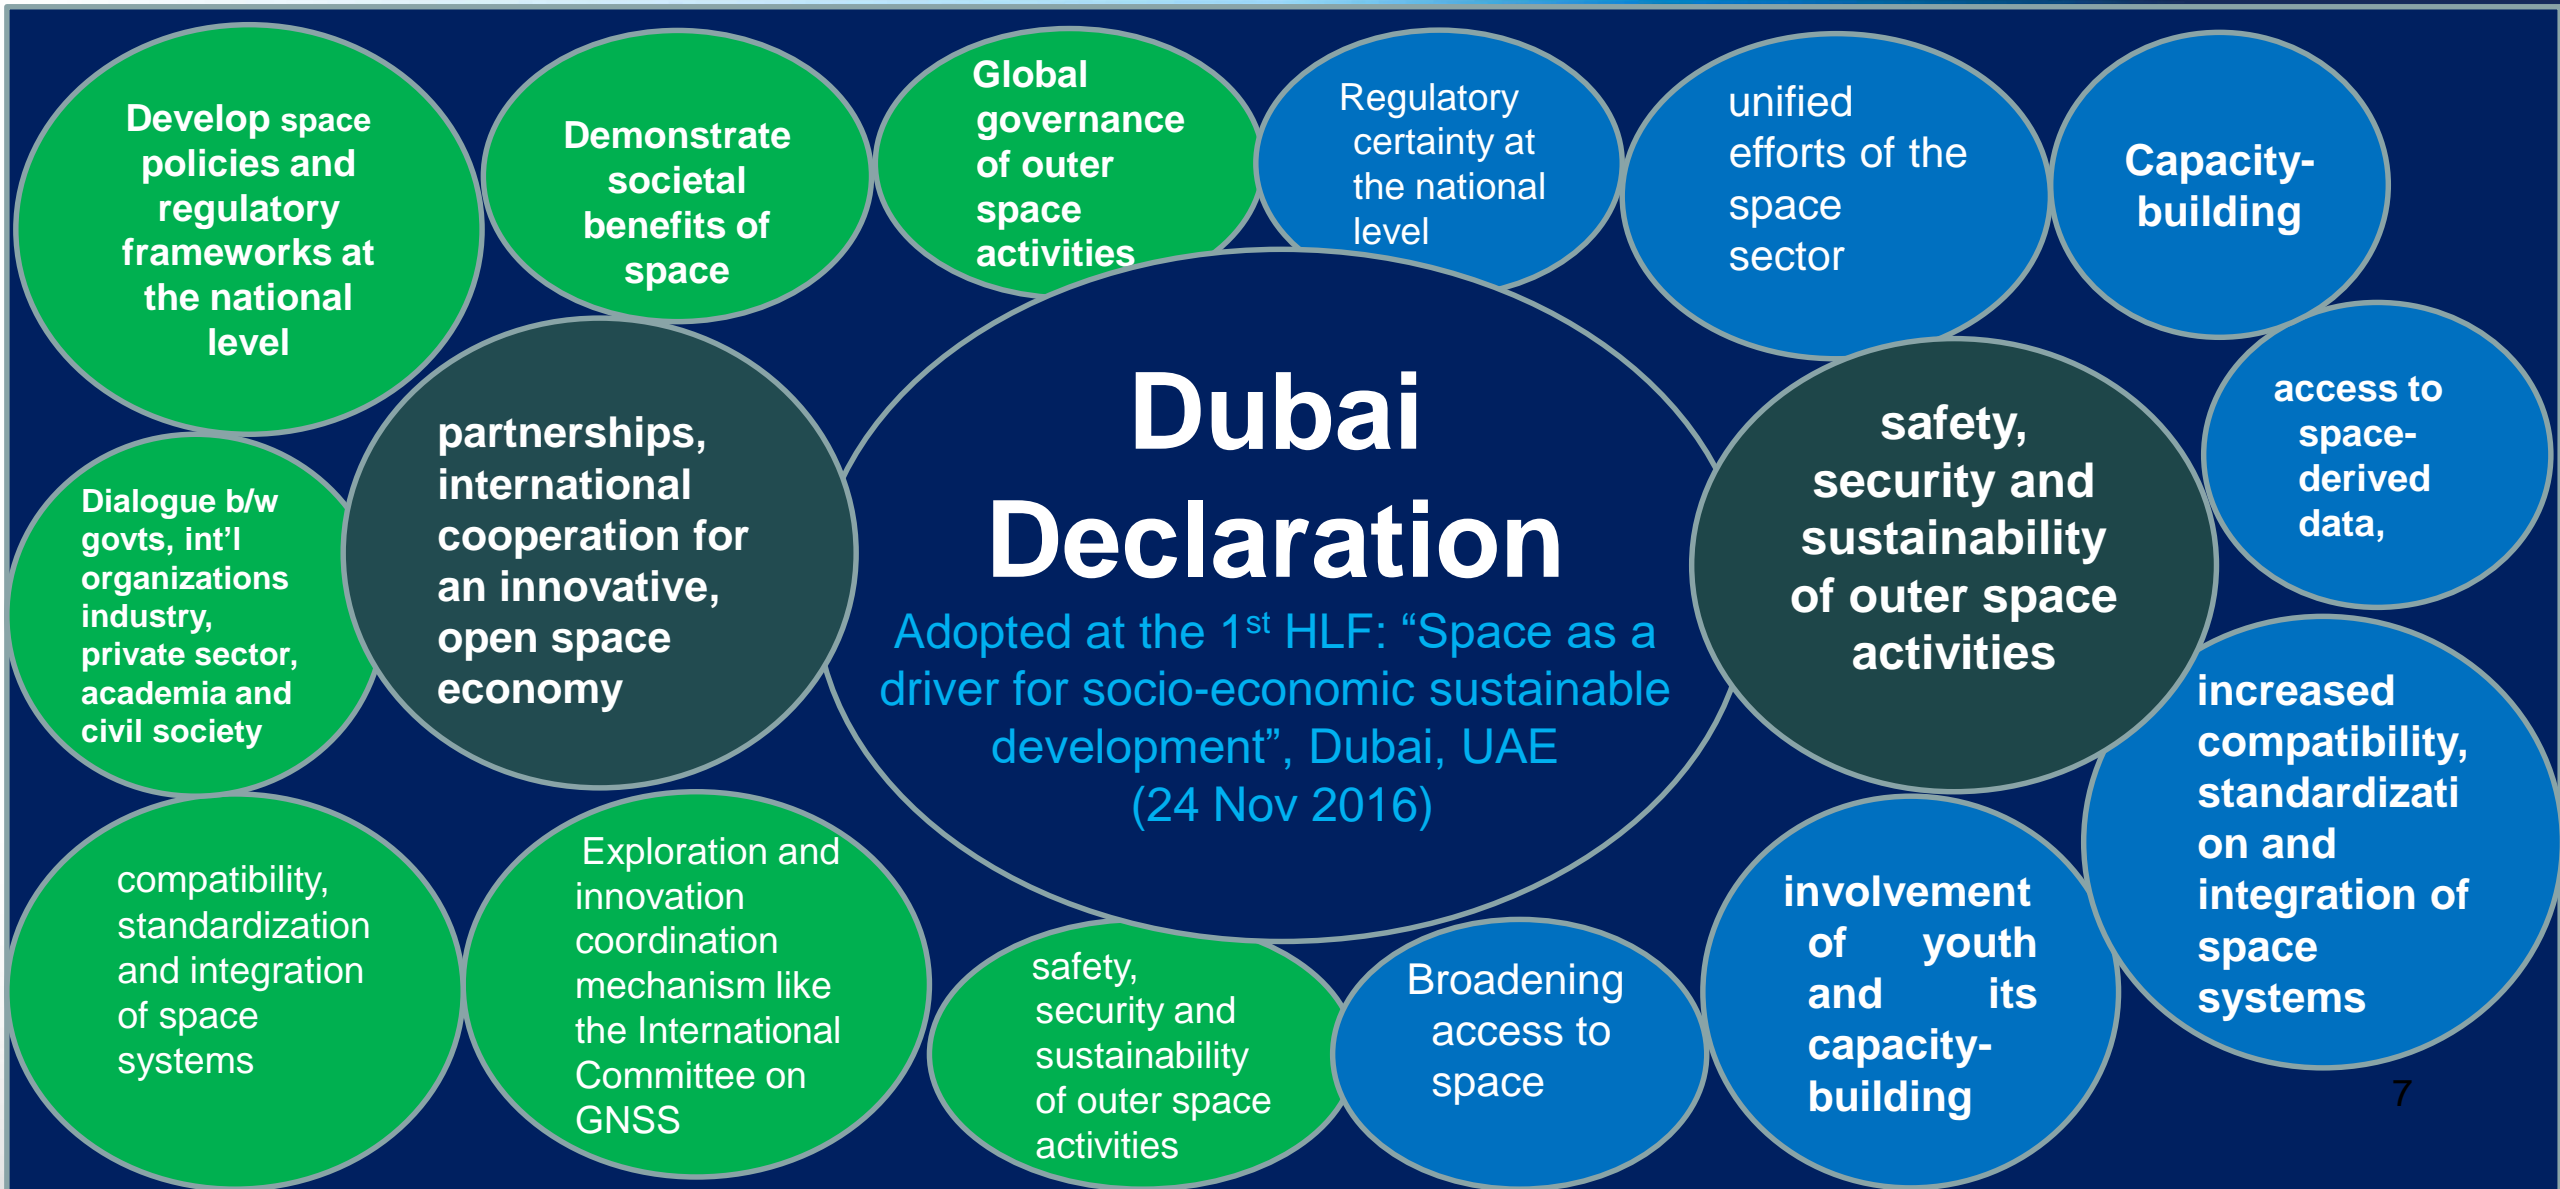 Develop space
policies and
regulatory
frameworks at
the national
level
Demonstrate
societal
benefits of
space
Global
governance
of outer
space
activities
Regulatory
certainty at
the national
level
unified
efforts of the
space
sector
Capacity-
building
partnerships,
international
cooperation for
an innovative,
open space
economy
Dubai
Declaration
Adopted at the 1st HLF: “Space as a
driver for socio-economic sustainable
development”, Dubai, UAE
(24 Nov 2016)
safety,
security and
sustainability
of outer space
activities
access to
space-
derived
data,
Dialogue b/w
govts, int’l
organizations
industry,
private sector,
academia and
civil society
increased
compatibility,
standardizati
on and
integration of
space
systems
compatibility,
standardization
and integration
of space
systems
Exploration and
innovation
coordination
mechanism like
the International
Committee on
GNSS
safety,
security and
sustainability
of outer space
activities
Broadening
access to
space
involvement
of youth
and its
capacity-
building
7